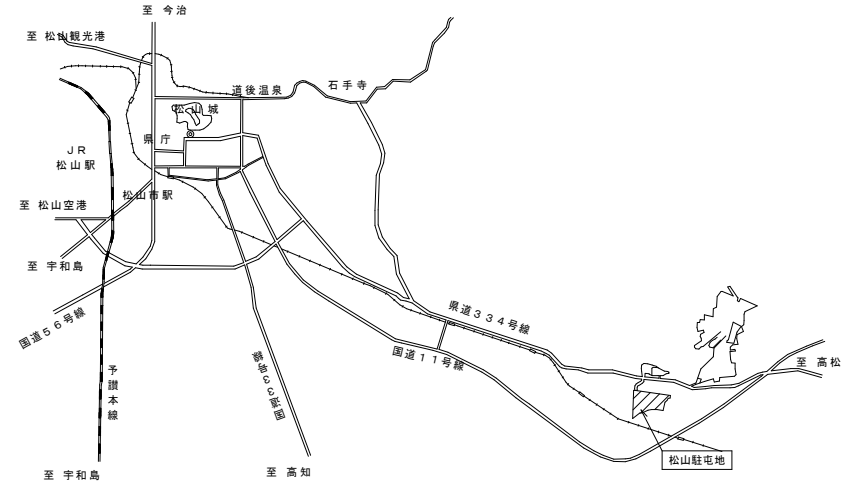 至 今治
至 松山観光港
道後温泉
石手寺
松山城
県庁
JR
松山駅
松山市駅
至 松山空港
至 宇和島
国道56号線
県道334号線
国道11号線
国道33号線
至 高松
予讃本線
松山駐屯地
至 宇和島
至 高知